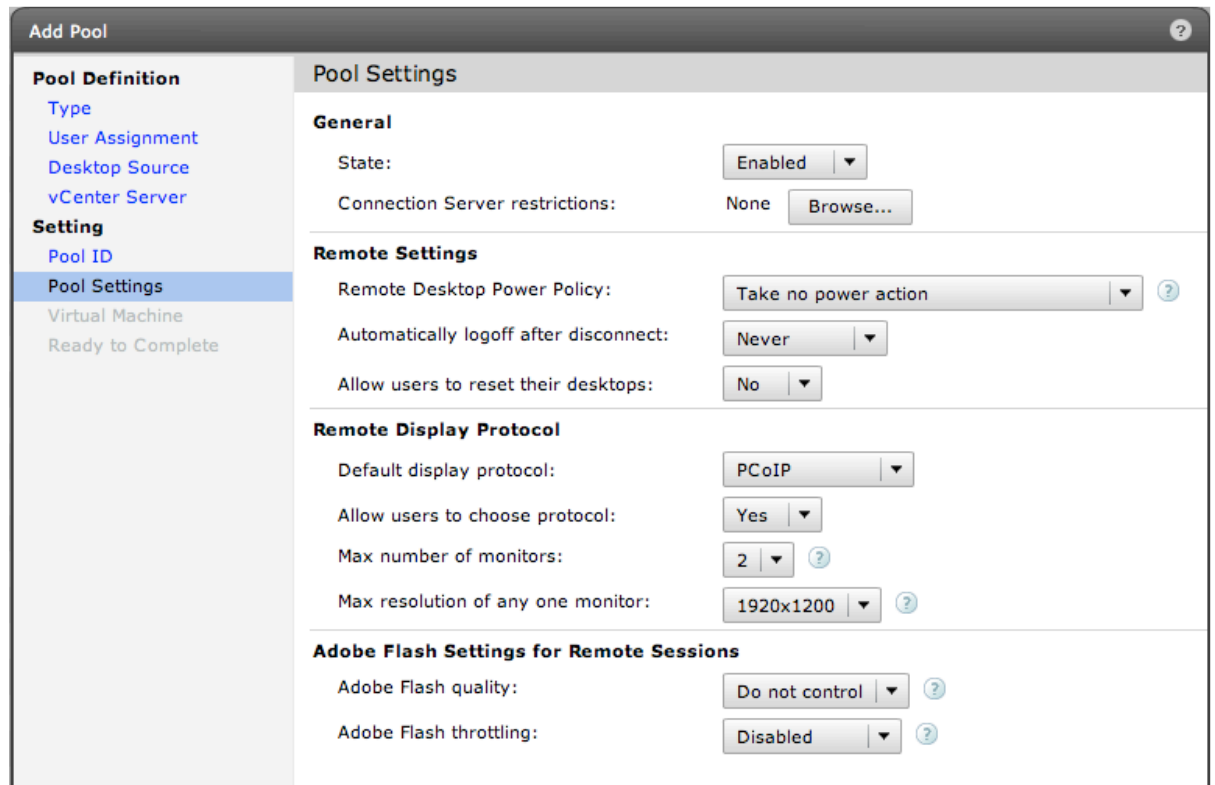 Add Pool ?
Pool Definition
Type
User Assignment
Desktop Source
vCenter Server
Setting
Pool ID
Pool Settings
Virtual Machine
Ready to Complete
Pool Settings
General
State: Enabled
Connection Server restrictions: None Browse...
Remote Settings
Remote Desktop Power Policy: Take no power action ?
Automatically logoff after disconnect: Never
Allow users to reset their desktops: No
Remote Display Protocol
Default display protocol: PCoIP
Allow users to choose protocol: Yes
Max number of monitors: 2 ?
Max resolution of any one monitor: 1920x1200 ?
Adobe Flash Settings for Remote Sessions
Adobe Flash quality: Do not control ?
Adobe Flash throttling: Disabled ?